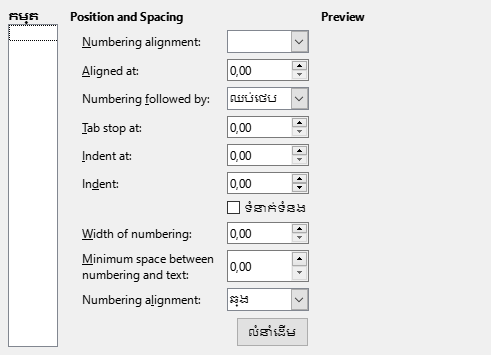 កម្រិត Position and Spacing Preview
Numbering alignment:
Aligned at: 0,00
Numbering followed by: ឈប់ថេប
Tab stop at: 0,00
Indent at: 0,00
Indent: 0,00
ទំនាក់ទំនង
Width of numbering: 0,00
Minimum space between
numbering and text: 0,00
Numbering alignment: ឆ្វេង
លំនាំដើម